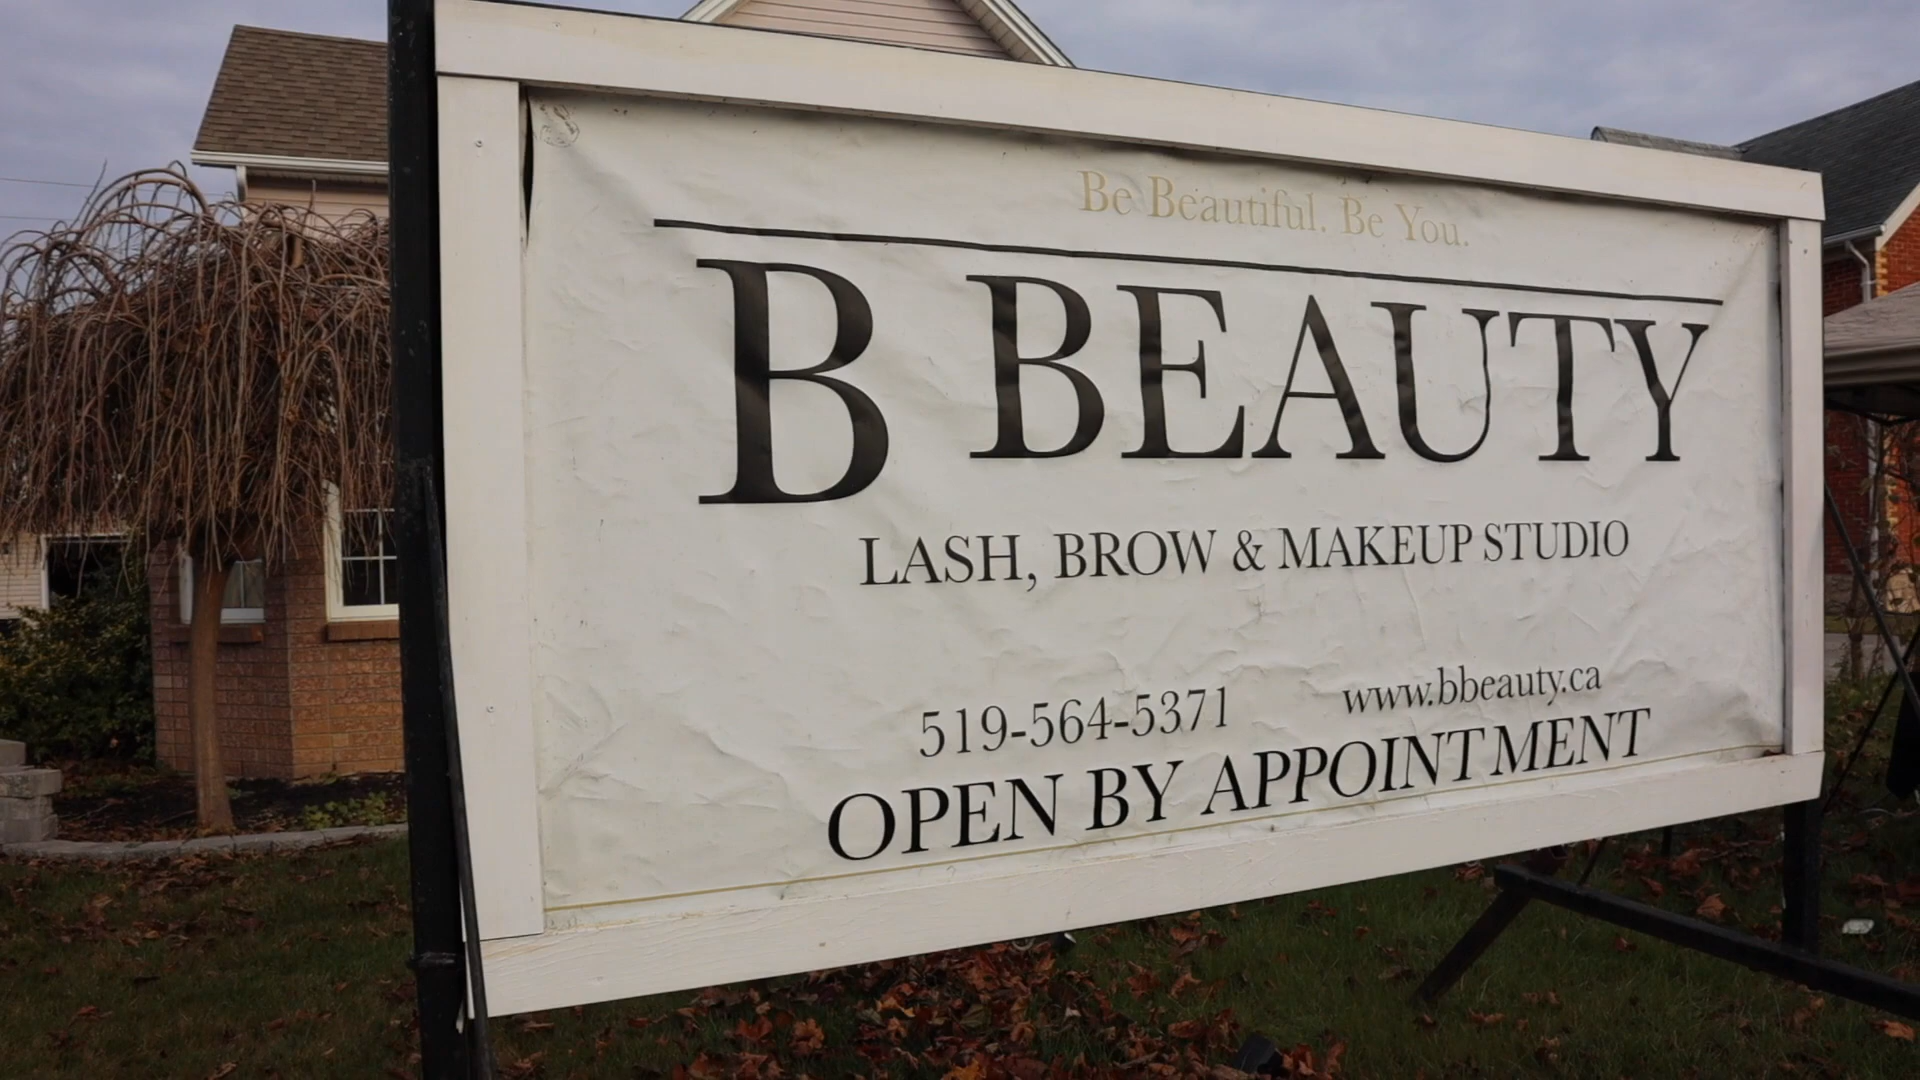 Be Beautiful. Be You.
B BEAUTY
LASH, BROW & MAKEUP STUDIO
519-564-5371 www.bbeauty.ca
OPEN BY APPOINTMENT